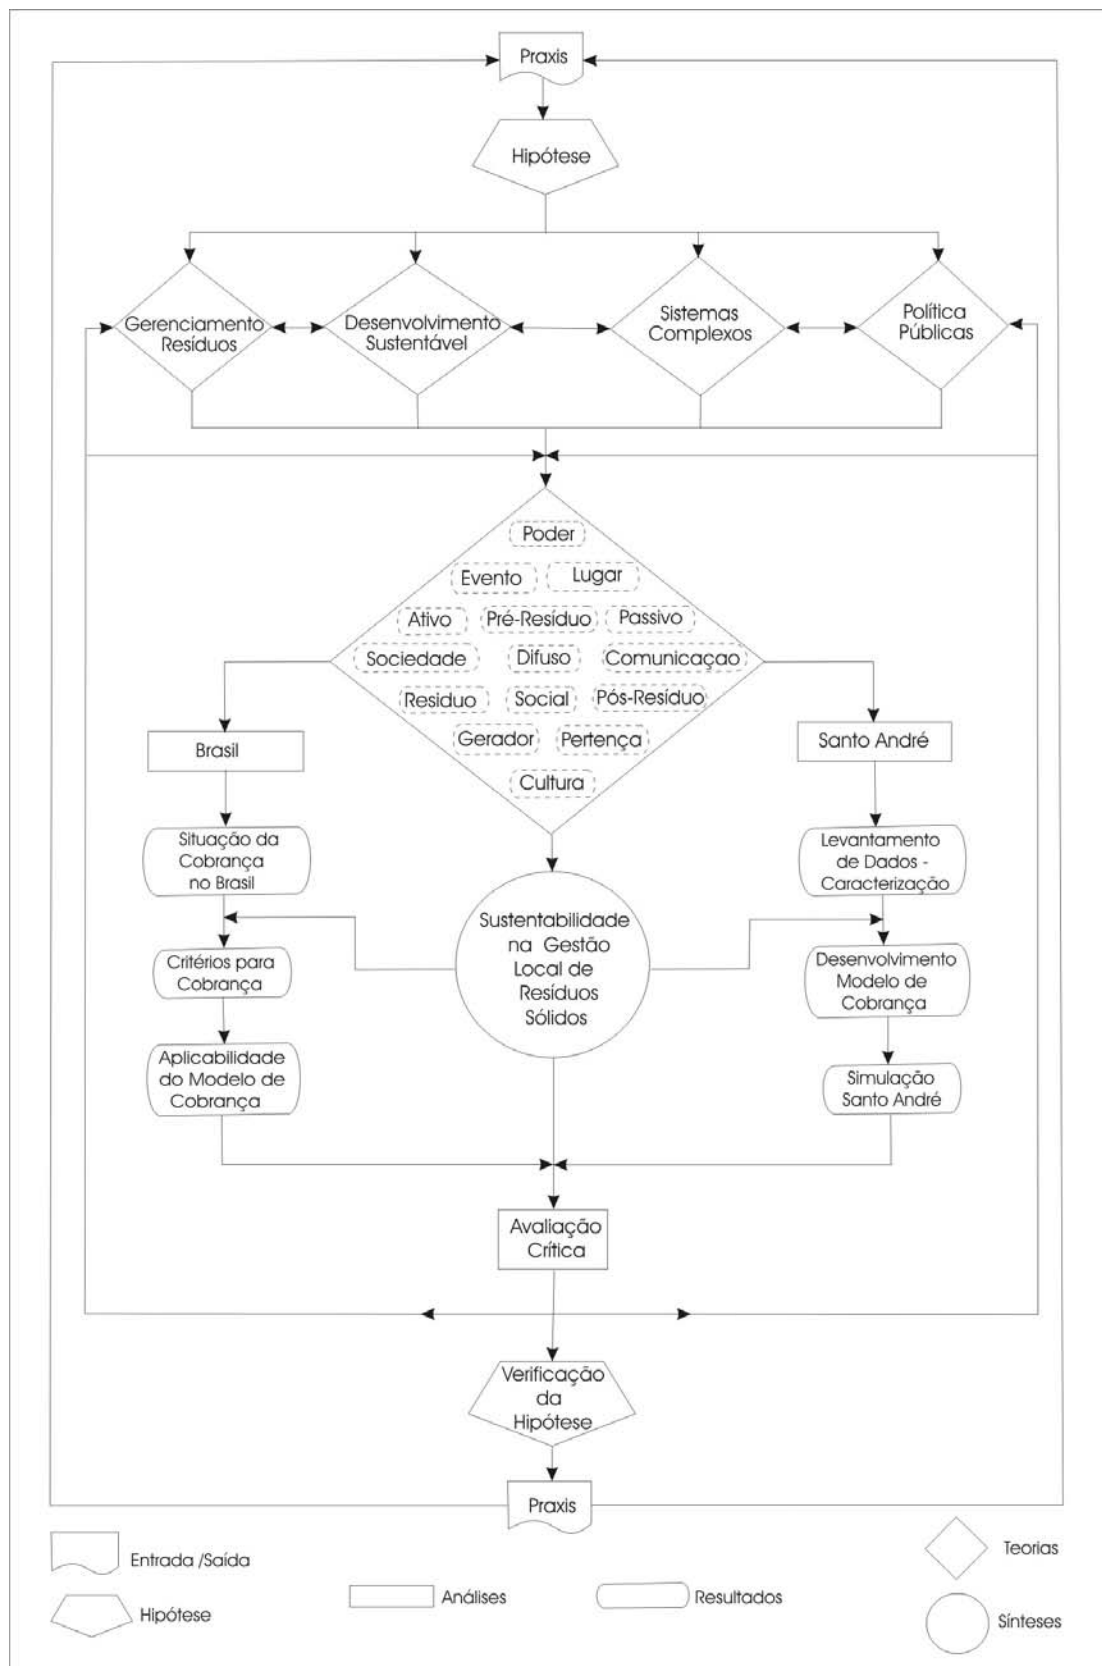 Praxis
Hipótese
Gerenciamento
Resíduos
Desenvolvimento
Sustentável
Sistemas
Complexos
Política
Públicas
Poder
Evento
Lugar
Ativo
Pré-Resíduo
Passivo
Sociedade
Difuso
Comunicaçao
Resíduo
Social
Pós-Resíduo
Gerador
Pertença
Cultura
Brasil
Santo André
Situação da
Cobrança
no Brasil
Levantamento
de Dados -
Caracterização
Sustentabilidade
na Gestão
Local de
Resíduos
Sólidos
Critérios para
Cobrança
Desenvolvimento
Modelo de
Cobrança
Aplicabilidade
do Modelo de
Cobrança
Simulação
Santo André
Avaliação
Crítica
Verificação
da
Hipótese
Praxis
Entrada /Saída
Teorias
Hipótese
Análises
Resultados
Sínteses